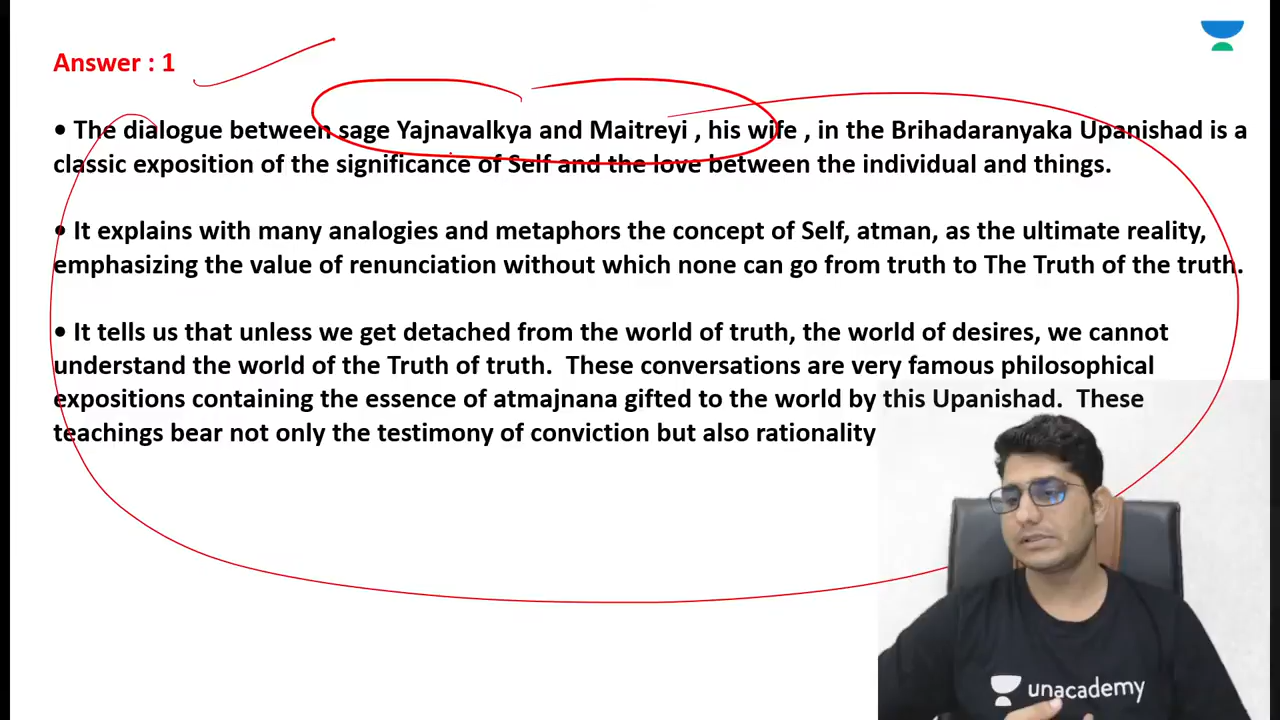 Answer : 1
• The dialogue between sage Yajnavalkya and Maitreyi , his wife , in the Brihadaranyaka Upanishad is a
classic exposition of the significance of Self and the love between the individual and things.
• It explains with many analogies and metaphors the concept of Self, atman, as the ultimate reality,
emphasizing the value of renunciation without which none can go from truth to The Truth of the truth.
• It tells us that unless we get detached from the world of truth, the world of desires, we cannot
understand the world of the Truth of truth.  These conversations are very famous philosophical
expositions containing the essence of atmajnana gifted to the world by this Upanishad.  These
teachings bear not only the testimony of conviction but also rationality
unacademy